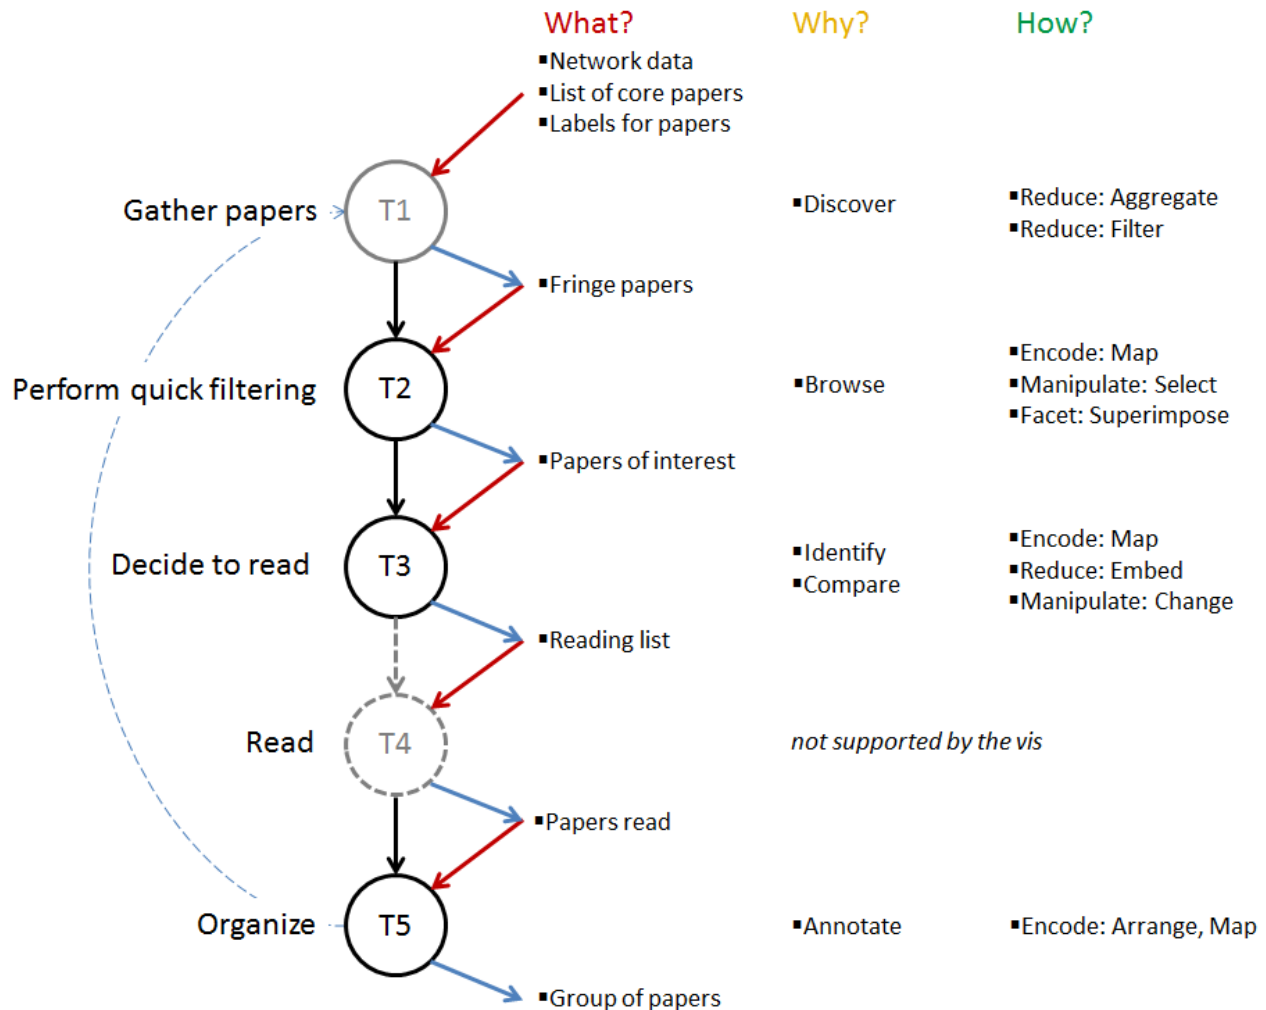 What? Why? How?
▪Network data
▪List of core papers
▪Labels for papers
Gather papers T1 ▪Discover ▪Reduce: Aggregate
▪Reduce: Filter
▪Fringe papers
Perform quick filtering T2 ▪Browse ▪Encode: Map
▪Manipulate: Select
▪Facet: Superimpose
▪Papers of interest
Decide to read T3 ▪Identify
▪Compare
▪Encode: Map
▪Reduce: Embed
▪Manipulate: Change
▪Reading list
Read T4 not supported by the vis
▪Papers read
Organize T5 ▪Annotate ▪Encode: Arrange, Map
▪Group of papers